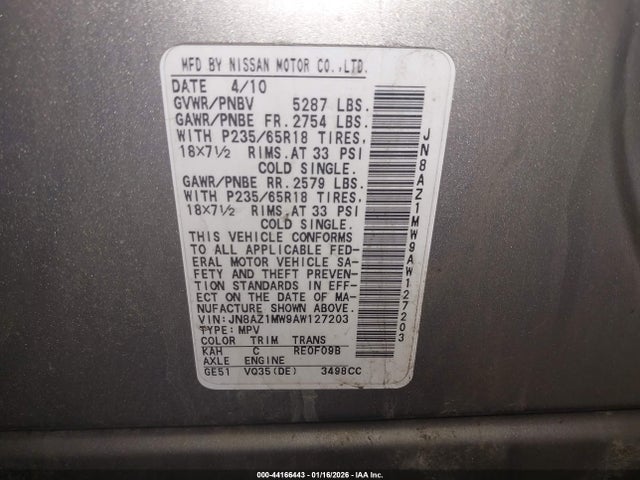 MFD BY NISSAN MOTOR CO.,LTD.
DATE 4/10
GVWR/PNBV 5287 LBS.
GAWR/PNBE FR. 2754 LBS.
WITH P235/65R18 TIRES,
18X7½ RIMS,AT 33 PSI
COLD SINGLE.
GAWR/PNBE RR. 2579 LBS.
WITH P235/65R18 TIRES,
18X7½ RIMS,AT 33 PSI
COLD SINGLE.
THIS VEHICLE CONFORMS
TO ALL APPLICABLE FED-
ERAL MOTOR VEHICLE SA-
FETY AND THEFT PREVEN-
TION STANDARDS IN EFF-
ECT ON THE DATE OF MA-
NUFACTURE SHOWN ABOVE.
VIN:JN8AZ1MW9AW127203
TYPE:MPV
COLOR TRIM TRANS
KAH C RE0F09B
AXLE ENGINE
GE51 VQ35(DE) 3498CC
JN8AZ1MW9AW127203
000-44166443 - 01/16/2026 - IAA Inc.